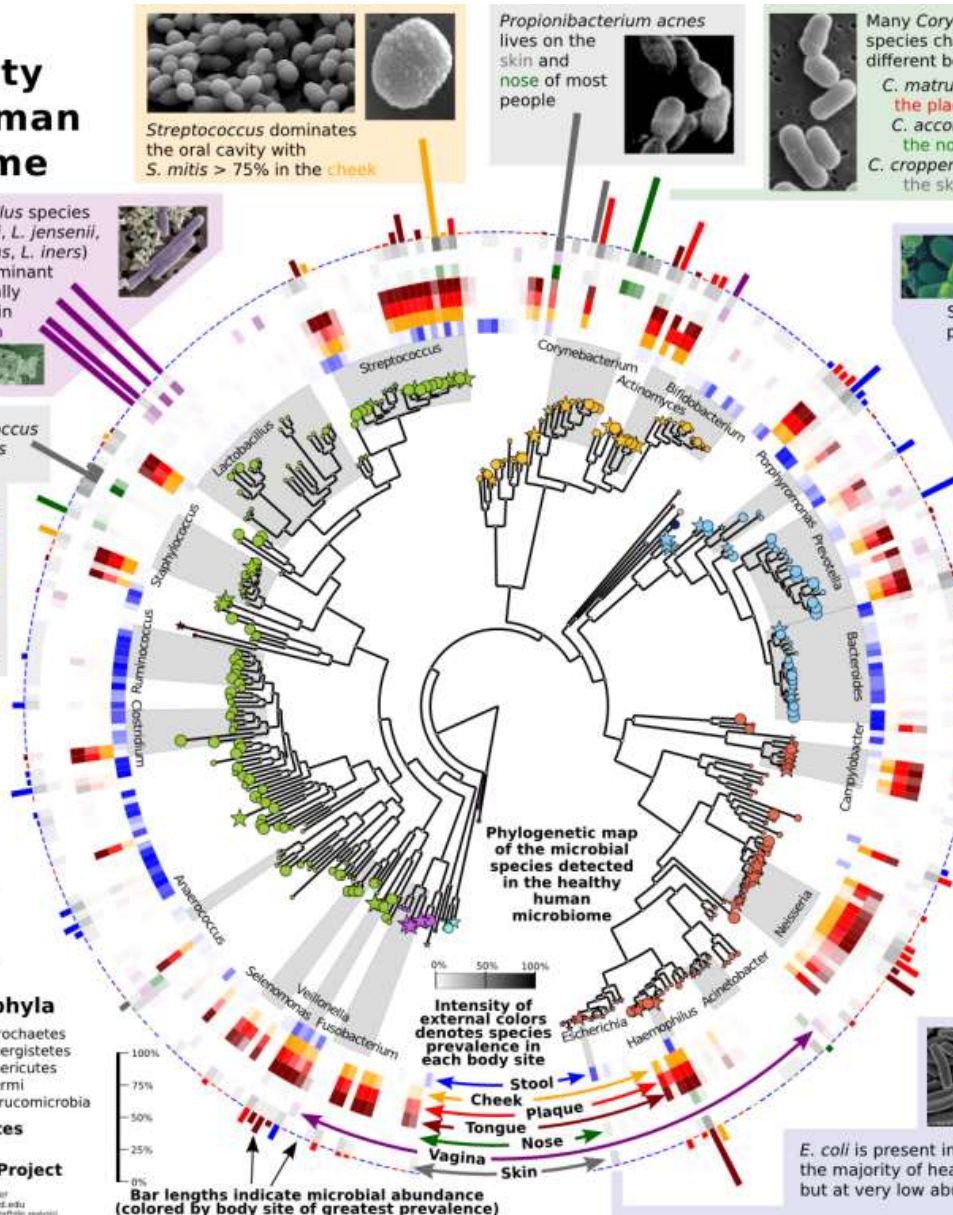 ty
man
me
Streptococcus dominates
the oral cavity with
S. mitis > 75% in the cheek
Propionibacterium acnes
lives on the
skin and
nose of most
people
Many Cory
species ch
different b
C. matru
the pla
C. acco
the no
C. cropper
the sk
lus species
i, L. jensenii,
us, L. iners)
minant
ally
in
S
p
occus
s
Streptococcus
Lactobacillus
Staphylococcus
Ruminococcus
Clostridium
Anaerococcus
Selenomonas
Veillonella
Fusobacterium
Corynebacterium
Actinomyces
Bifidobacterium
Porphyromonas
Prevotella
Bacteroides
Campylobacter
Neisseria
Acinetobacter
Haemophilus
Escherichia
Phylogenetic map
of the microbial
species detected
in the healthy
human
microbiome
0% 50% 100%
Intensity of
external colors
denotes species
prevalence in
each body site
Stool
Cheek
Plaque
Tongue
Nose
Vagina
Skin
phyla
rochaetes
ergistetes
ericutes
rmi
rucomicrobia
tes
Project
or
d.edu
100%
75%
50%
25%
0%
Bar lengths indicate microbial abundance
(colored by body site of greatest prevalence)
E. coli is present in
the majority of hea
but at very low abu